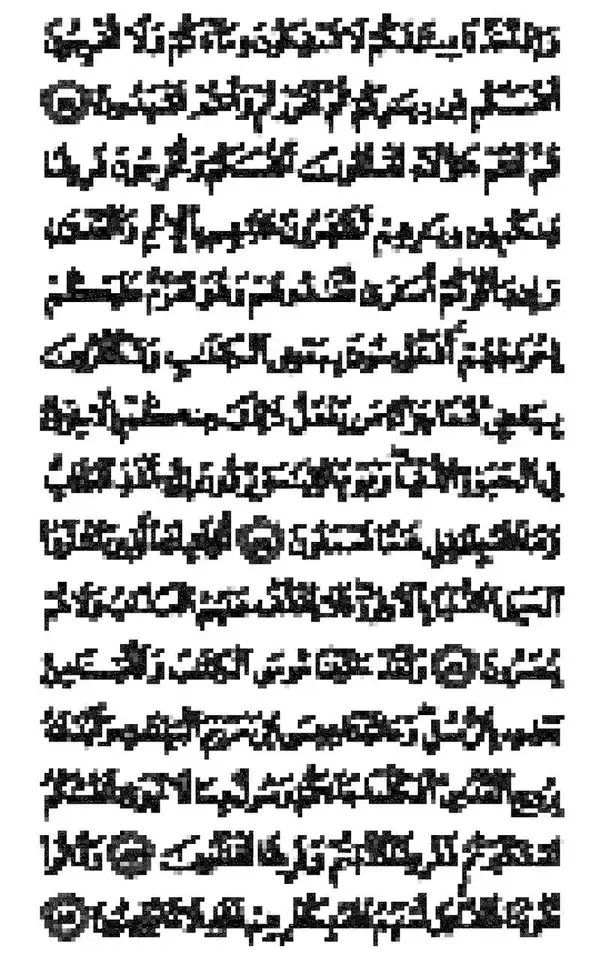 وإذ أخذنا ميثاقكم لا تسفكون دماءكم ولا تخرجون
أنفسكم من دياركم ثم أقررتم وأنتم تشهدون
ثم أنتم هؤلاء تقتلون أنفسكم وتخرجون فريقا
منكم من ديارهم تظاهرون عليهم بالإثم والعدوان
وإن يأتوكم أسارى تفادوهم وهو محرم عليكم
إخراجهم أفتؤمنون ببعض الكتاب وتكفرون
ببعض فما جزاء من يفعل ذلك منكم إلا خزي
في الحياة الدنيا ويوم القيامة يردون إلى أشد العذاب
وما الله بغافل عما تعملون أولئك الذين اشتروا
الحياة الدنيا بالآخرة فلا يخفف عنهم العذاب ولا هم
ينصرون ولقد آتينا موسى الكتاب وقفينا
من بعده بالرسل وآتينا عيسى ابن مريم البينات وأيدناه
بروح القدس أفكلما جاءكم رسول بما لا تهوى أنفسكم
استكبرتم ففريقا كذبتم وفريقا تقتلون وقالوا
قلوبنا غلف بل لعنهم الله بكفرهم فقليلا ما يؤمنون